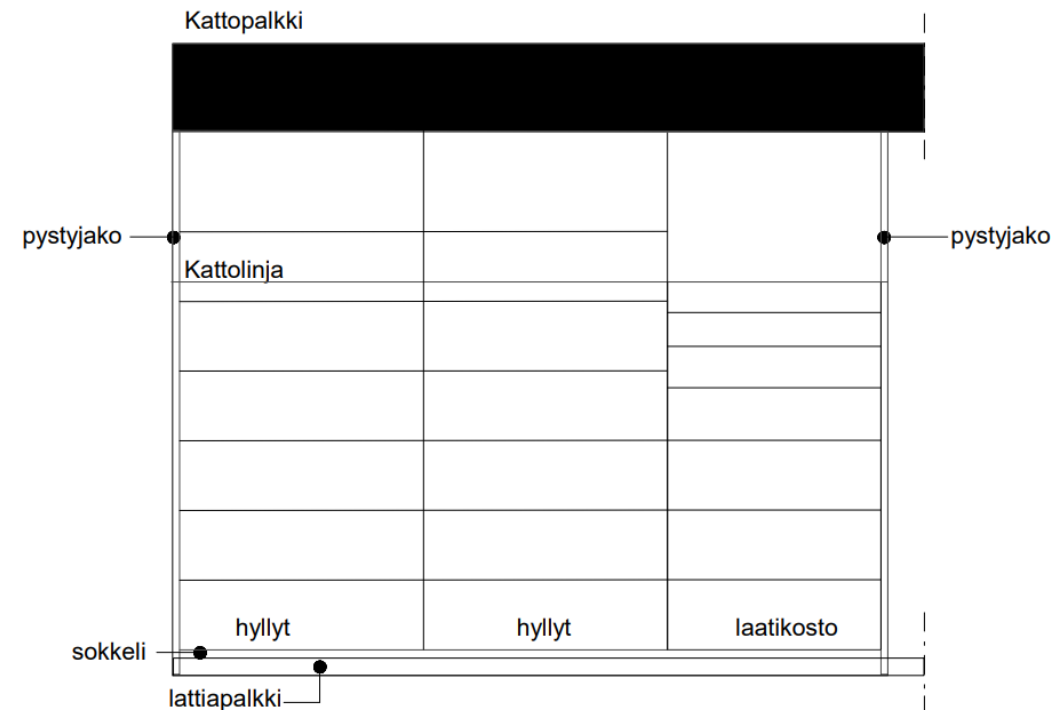 Kattopalkki
pystyjako
pystyjako
Kattolinja
hyllyt
hyllyt
laatikosto
sokkeli
lattiapalkki